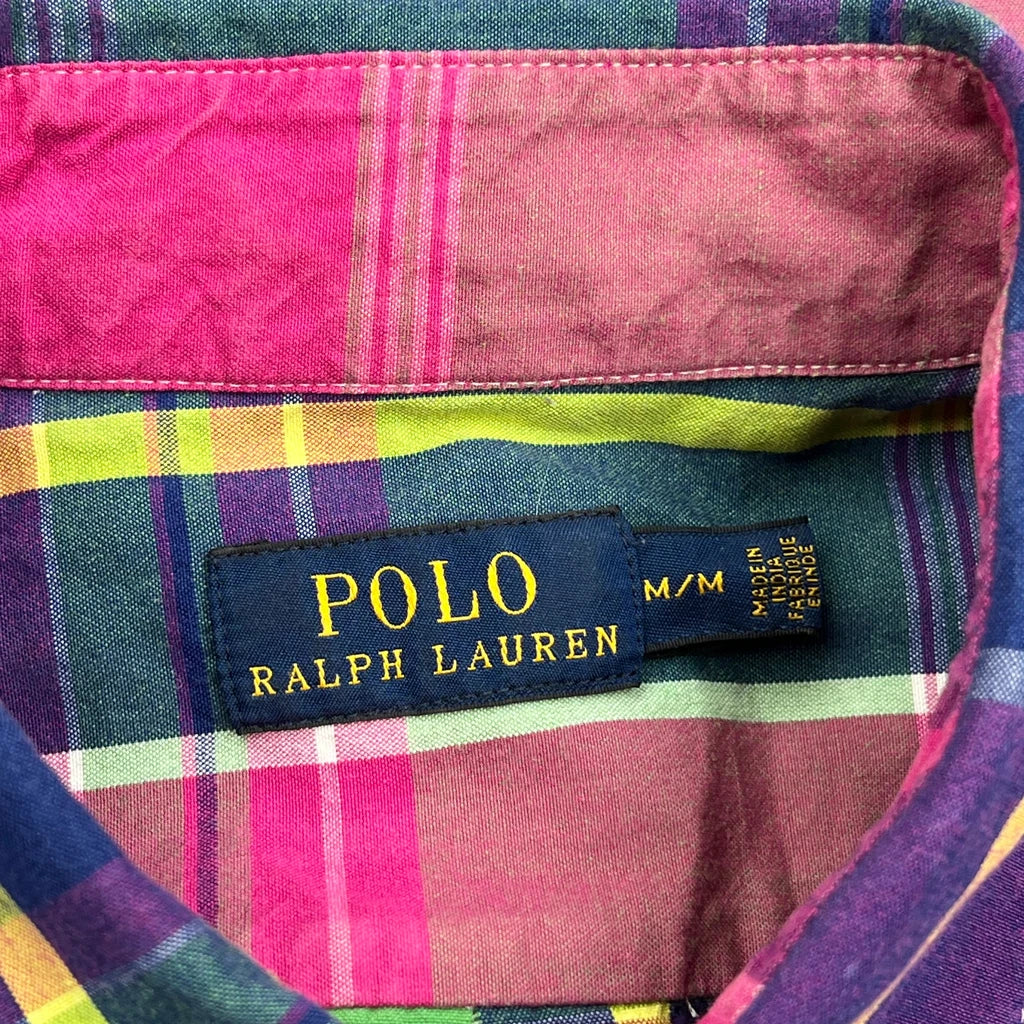 POLO
RALPH LAUREN
M/M
MADE IN
INDIA
FABRIQUE
EN INDE